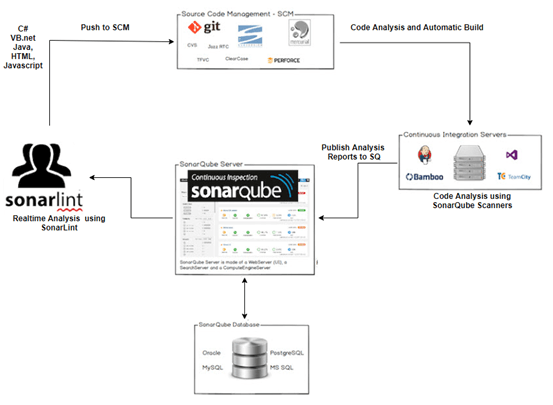 C#
VB.net
Java,
HTML,
Javascript
Push to SCM
Source Code Management - SCM
git
CVS
Jazz RTC
TFVC
ClearCase
PERFORCE
Code Analysis and Automatic Build
Continuous Integration Servers
Bamboo
TeamCity
Code Analysis using
SonarQube Scanners
Publish Analysis
Reports to SQ
SonarQube Server
Continuous Inspection
sonarqube
SonarQube Server is made of a WebServer (UI), a
SearchServer and a ComputeEngineServer
sonarlint
Realtime Analysis using
SonarLint
SonarQube Database
Oracle
PostgreSQL
MySQL
MS SQL